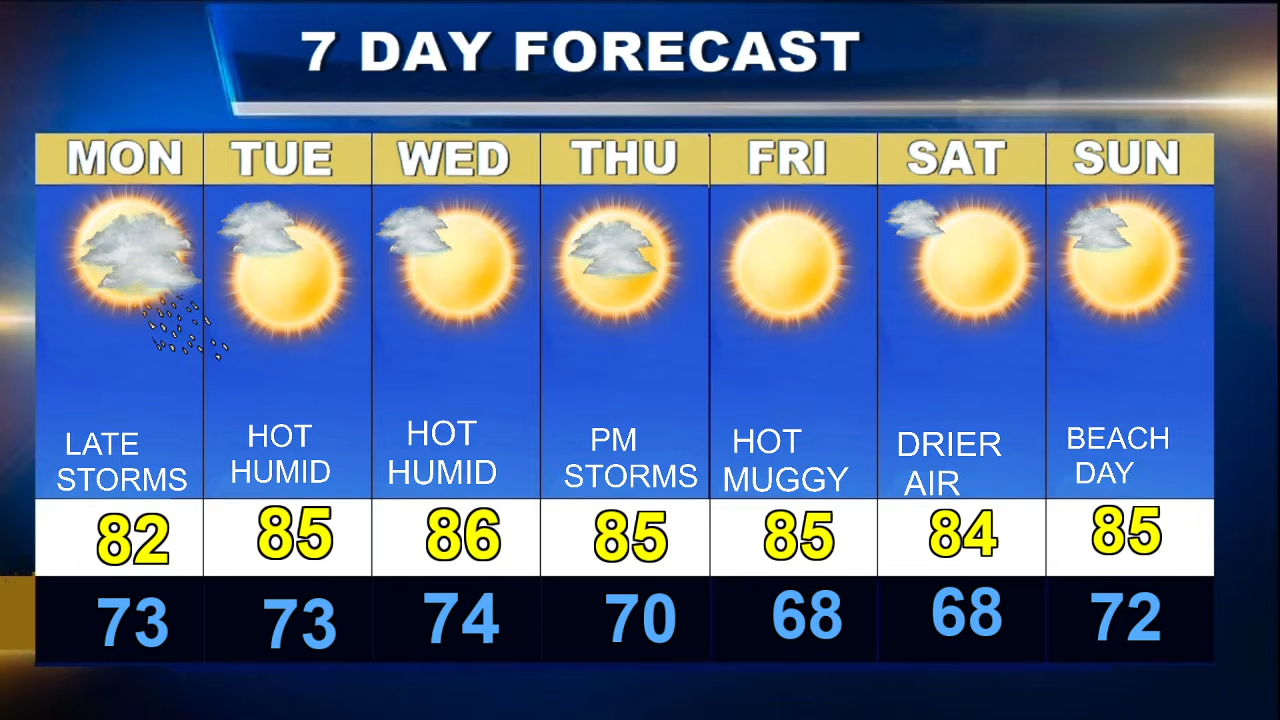 7 DAY FORECAST
MON TUE WED THU FRI SAT SUN
LATE STORMS
HOT HUMID
HOT HUMID
PM STORMS
HOT MUGGY
DRIER AIR
BEACH DAY
82 85 86 85 85 84 85
73 73 74 70 68 68 72